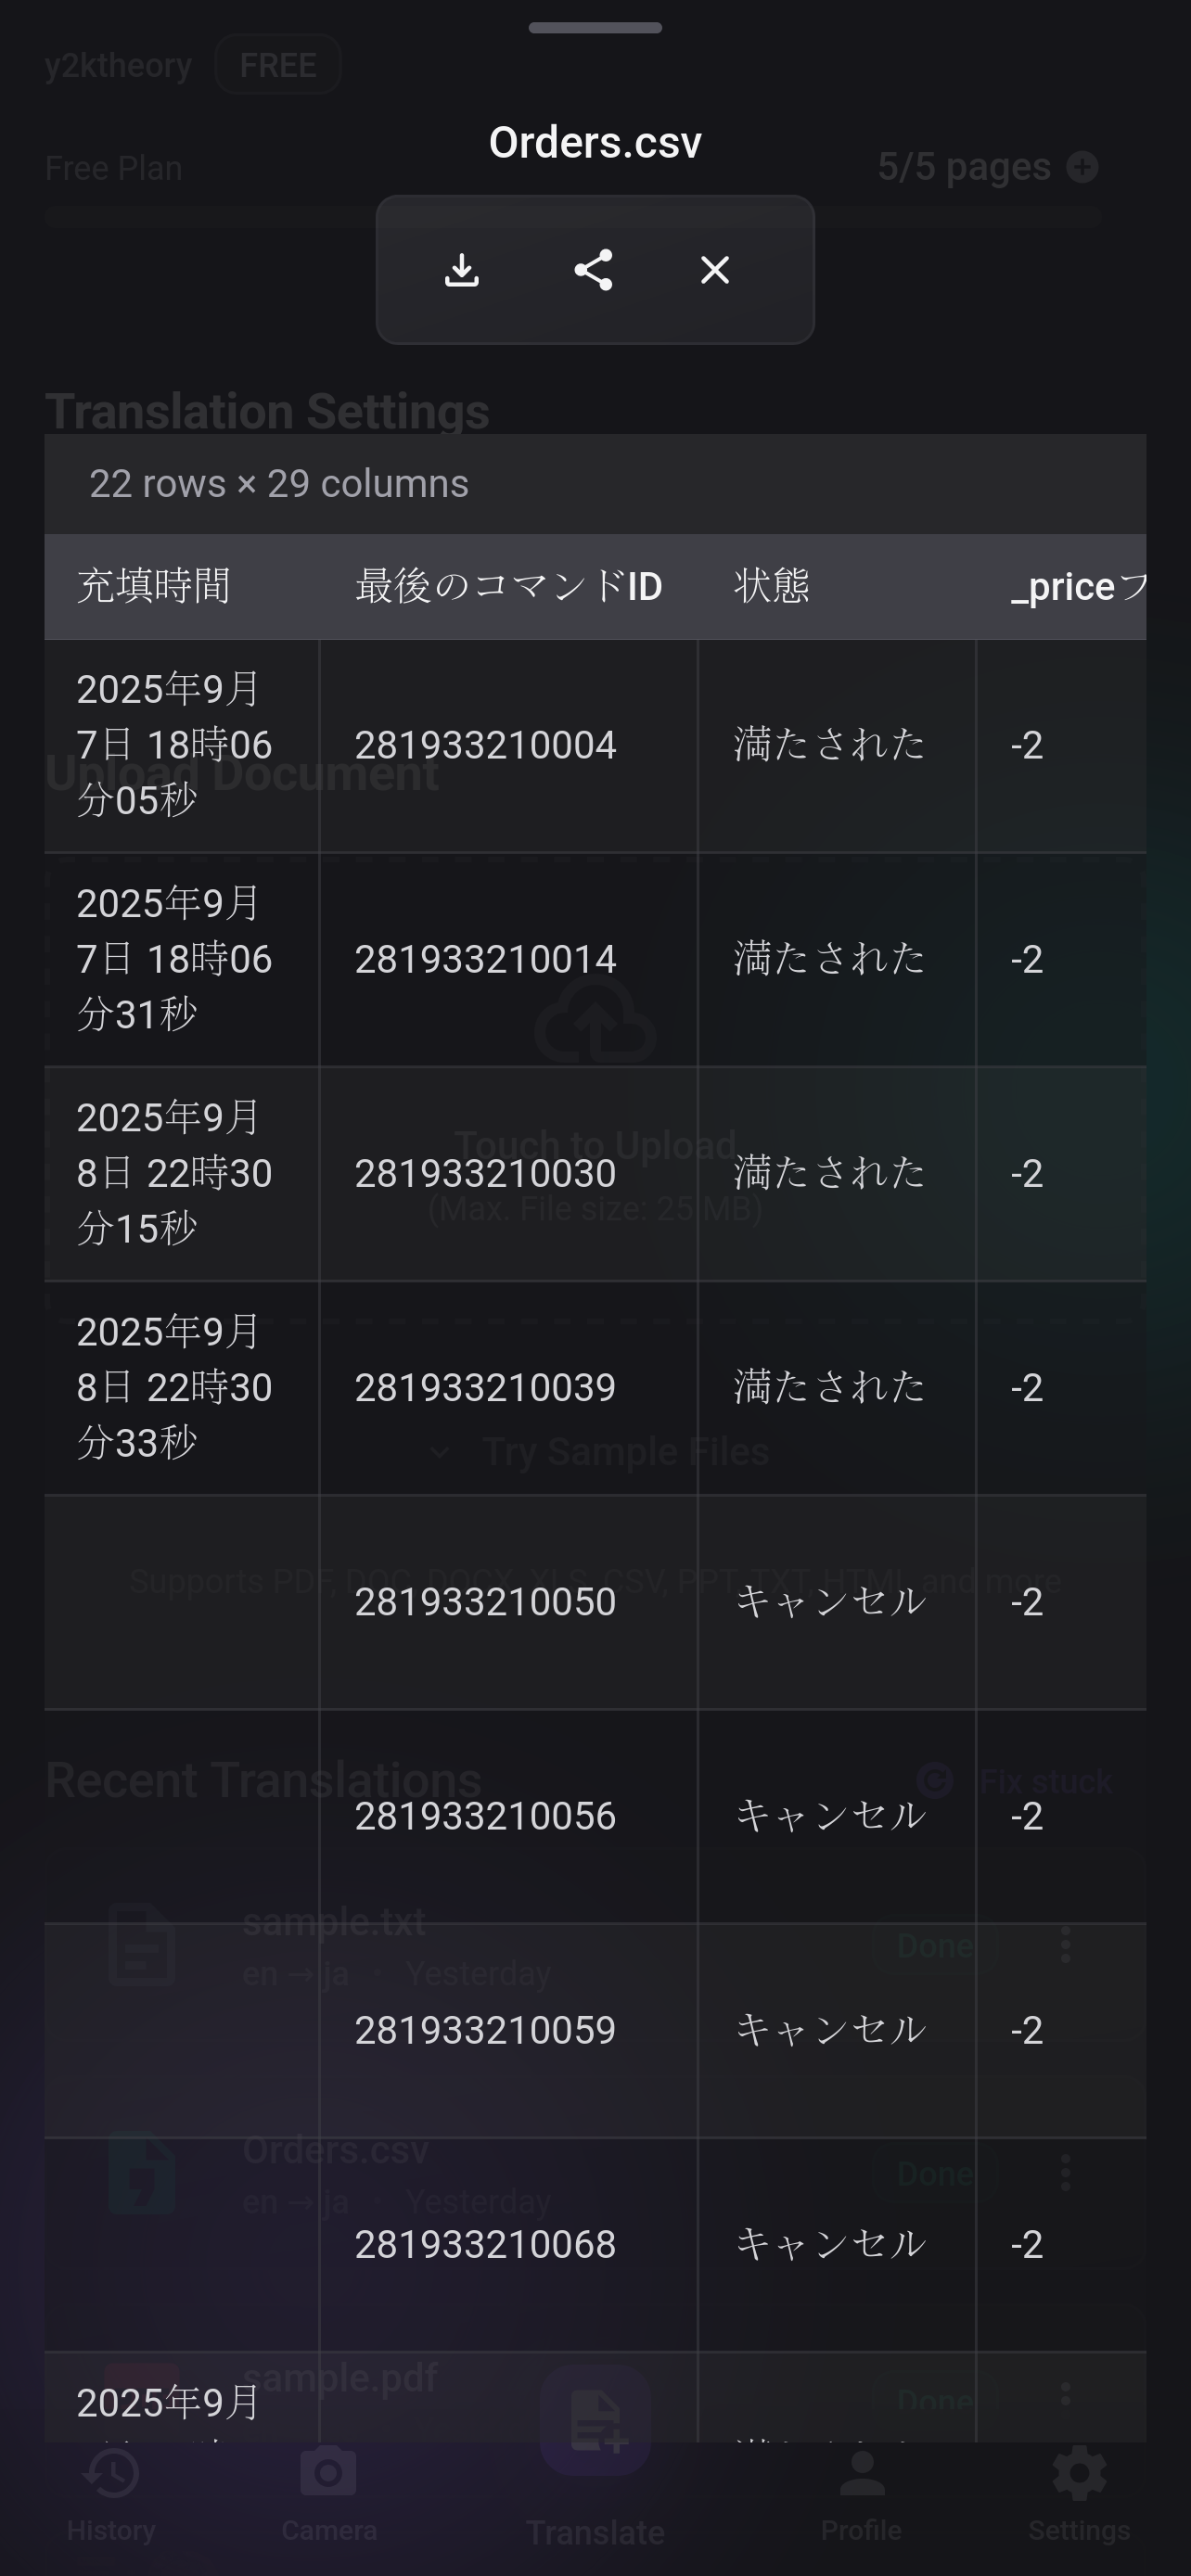 y2ktheory FREE
Orders.csv
Free Plan 5/5 pages
Translation Settings
22 rows × 29 columns
充填時間 最後のコマンドID 状態 _priceフ
2025年9月
7日 18時06
分05秒
281933210004 満たされた -2
Upload Document
2025年9月
7日 18時06
分31秒
281933210014 満たされた -2
2025年9月
8日 22時30
分15秒
281933210030 満たされた -2
Touch to Upload
(Max. File size: 25 MB)
2025年9月
8日 22時30
分33秒
281933210039 満たされた -2
Try Sample Files
Supports PDF, DOC, DOCX, XLS, CSV, PPT, TXT, HTML and more
281933210050 キャンセル -2
Recent Translations Fix stuck
281933210056 キャンセル -2
sample.txt Done
en → ja · Yesterday
281933210059 キャンセル -2
Orders.csv Done
en → ja · Yesterday
281933210068 キャンセル -2
sample.pdf Done
2025年9月
History Camera Translate Profile Settings